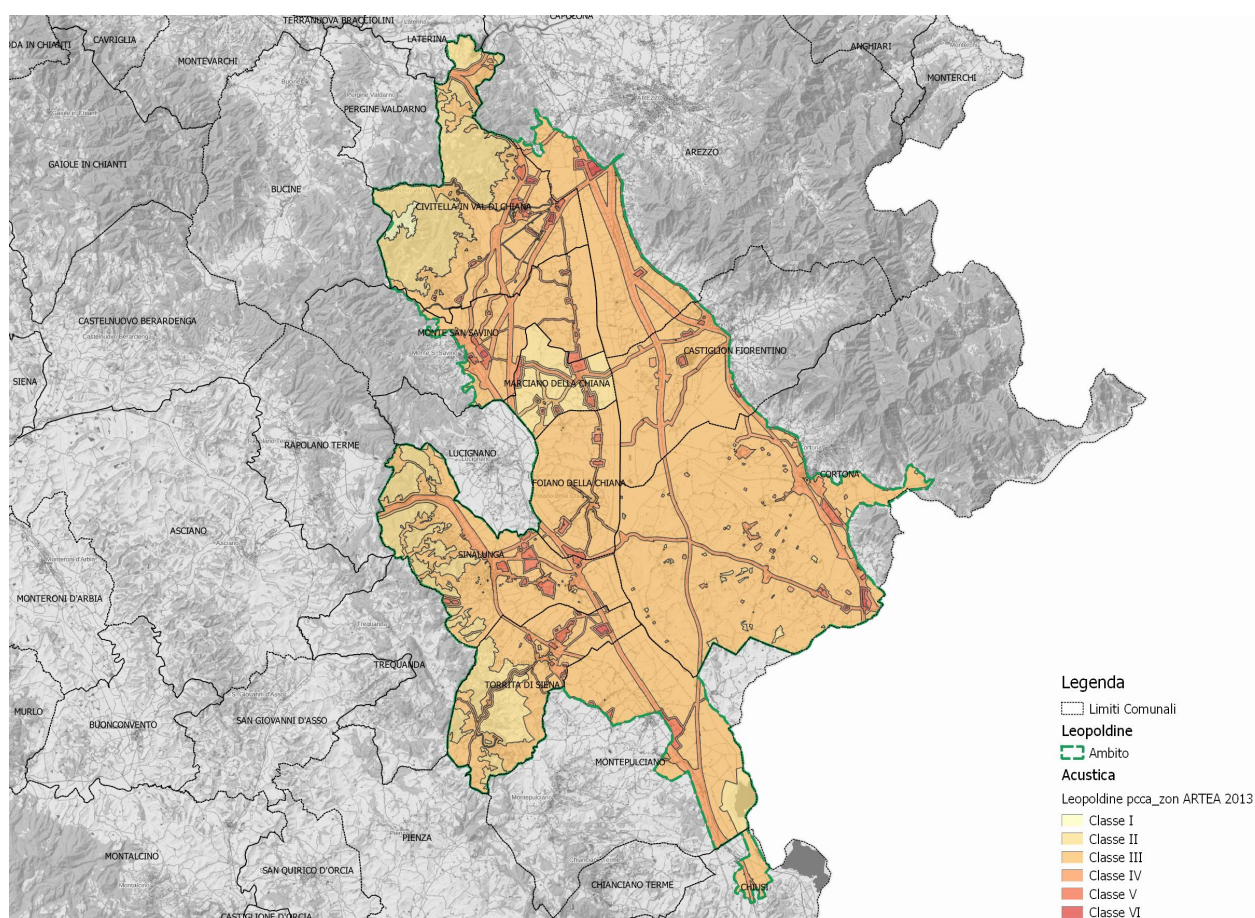 CAPOLONA
TERRANUOVA BRACCIOLINI
LATERINA
CAVRIGLIA
DA IN CHIANTI
ANGHIARI
MONTEVARCHI
MONTERCHI
PERGINE VALDARNO
AREZZO
GAIOLE IN CHIANTI
BUCINE
CIVITELLA IN VAL DI CHIANA
CASTELNUOVO BERARDENGA
MONTE SAN SAVINO
CASTIGLION FIORENTINO
SIENA
MARCIANO DELLA CHIANA
RAPOLANO TERME
LUCIGNANO
CORTONA
FOIANO DELLA CHIANA
ASCIANO
SINALUNGA
MONTERONI D'ARBIA
TREQUANDA
TORRITA DI SIENA
MURLO
BUONCONVENTO
SAN GIOVANNI D'ASSO
MONTEPULCIANO
PIENZA
MONTALCINO
SAN QUIRICO D'ORCIA
CHIANCIANO TERME
CHIUSI
CASTIGLIONE D'ORCIA
Legenda
Limiti Comunali
Leopoldine
Ambito
Acustica
Leopoldine pcca_zon ARTEA 2013
Classe I
Classe II
Classe III
Classe IV
Classe V
Classe VI